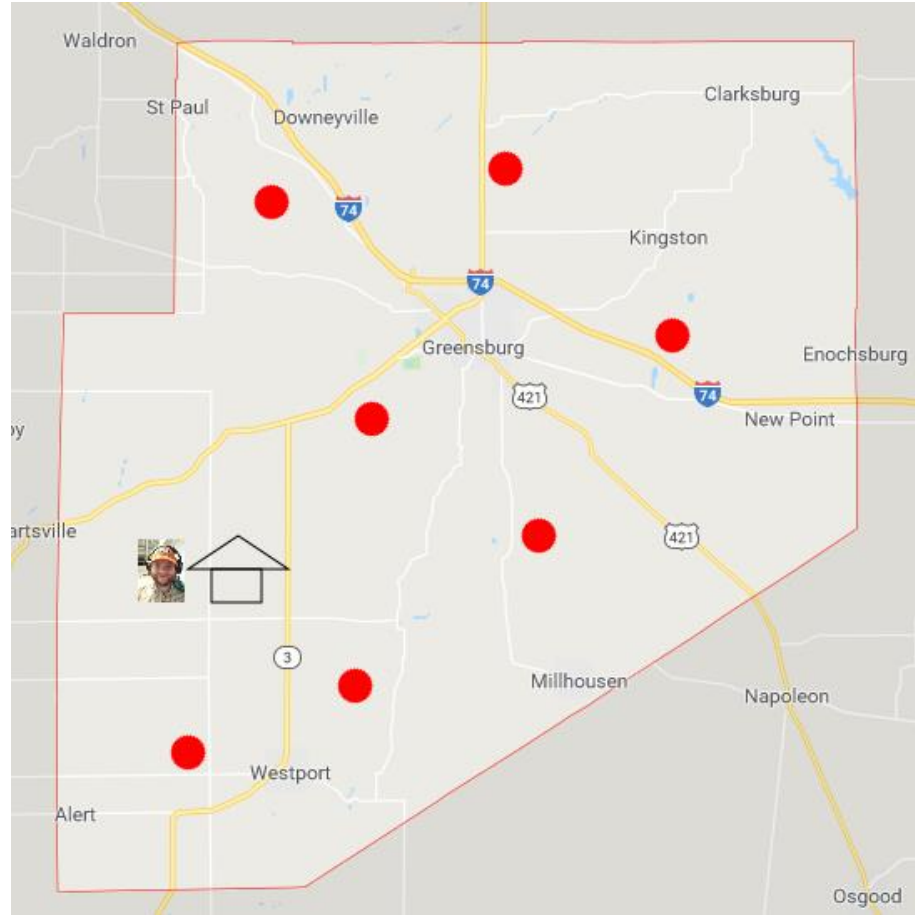 Waldron
St Paul
Downeyville
Clarksburg
74
Kingston
74
Greensburg
Enochsburg
421
74
New Point
oy
artsville
421
3
Millhousen
Napoleon
Westport
Alert
Osgood